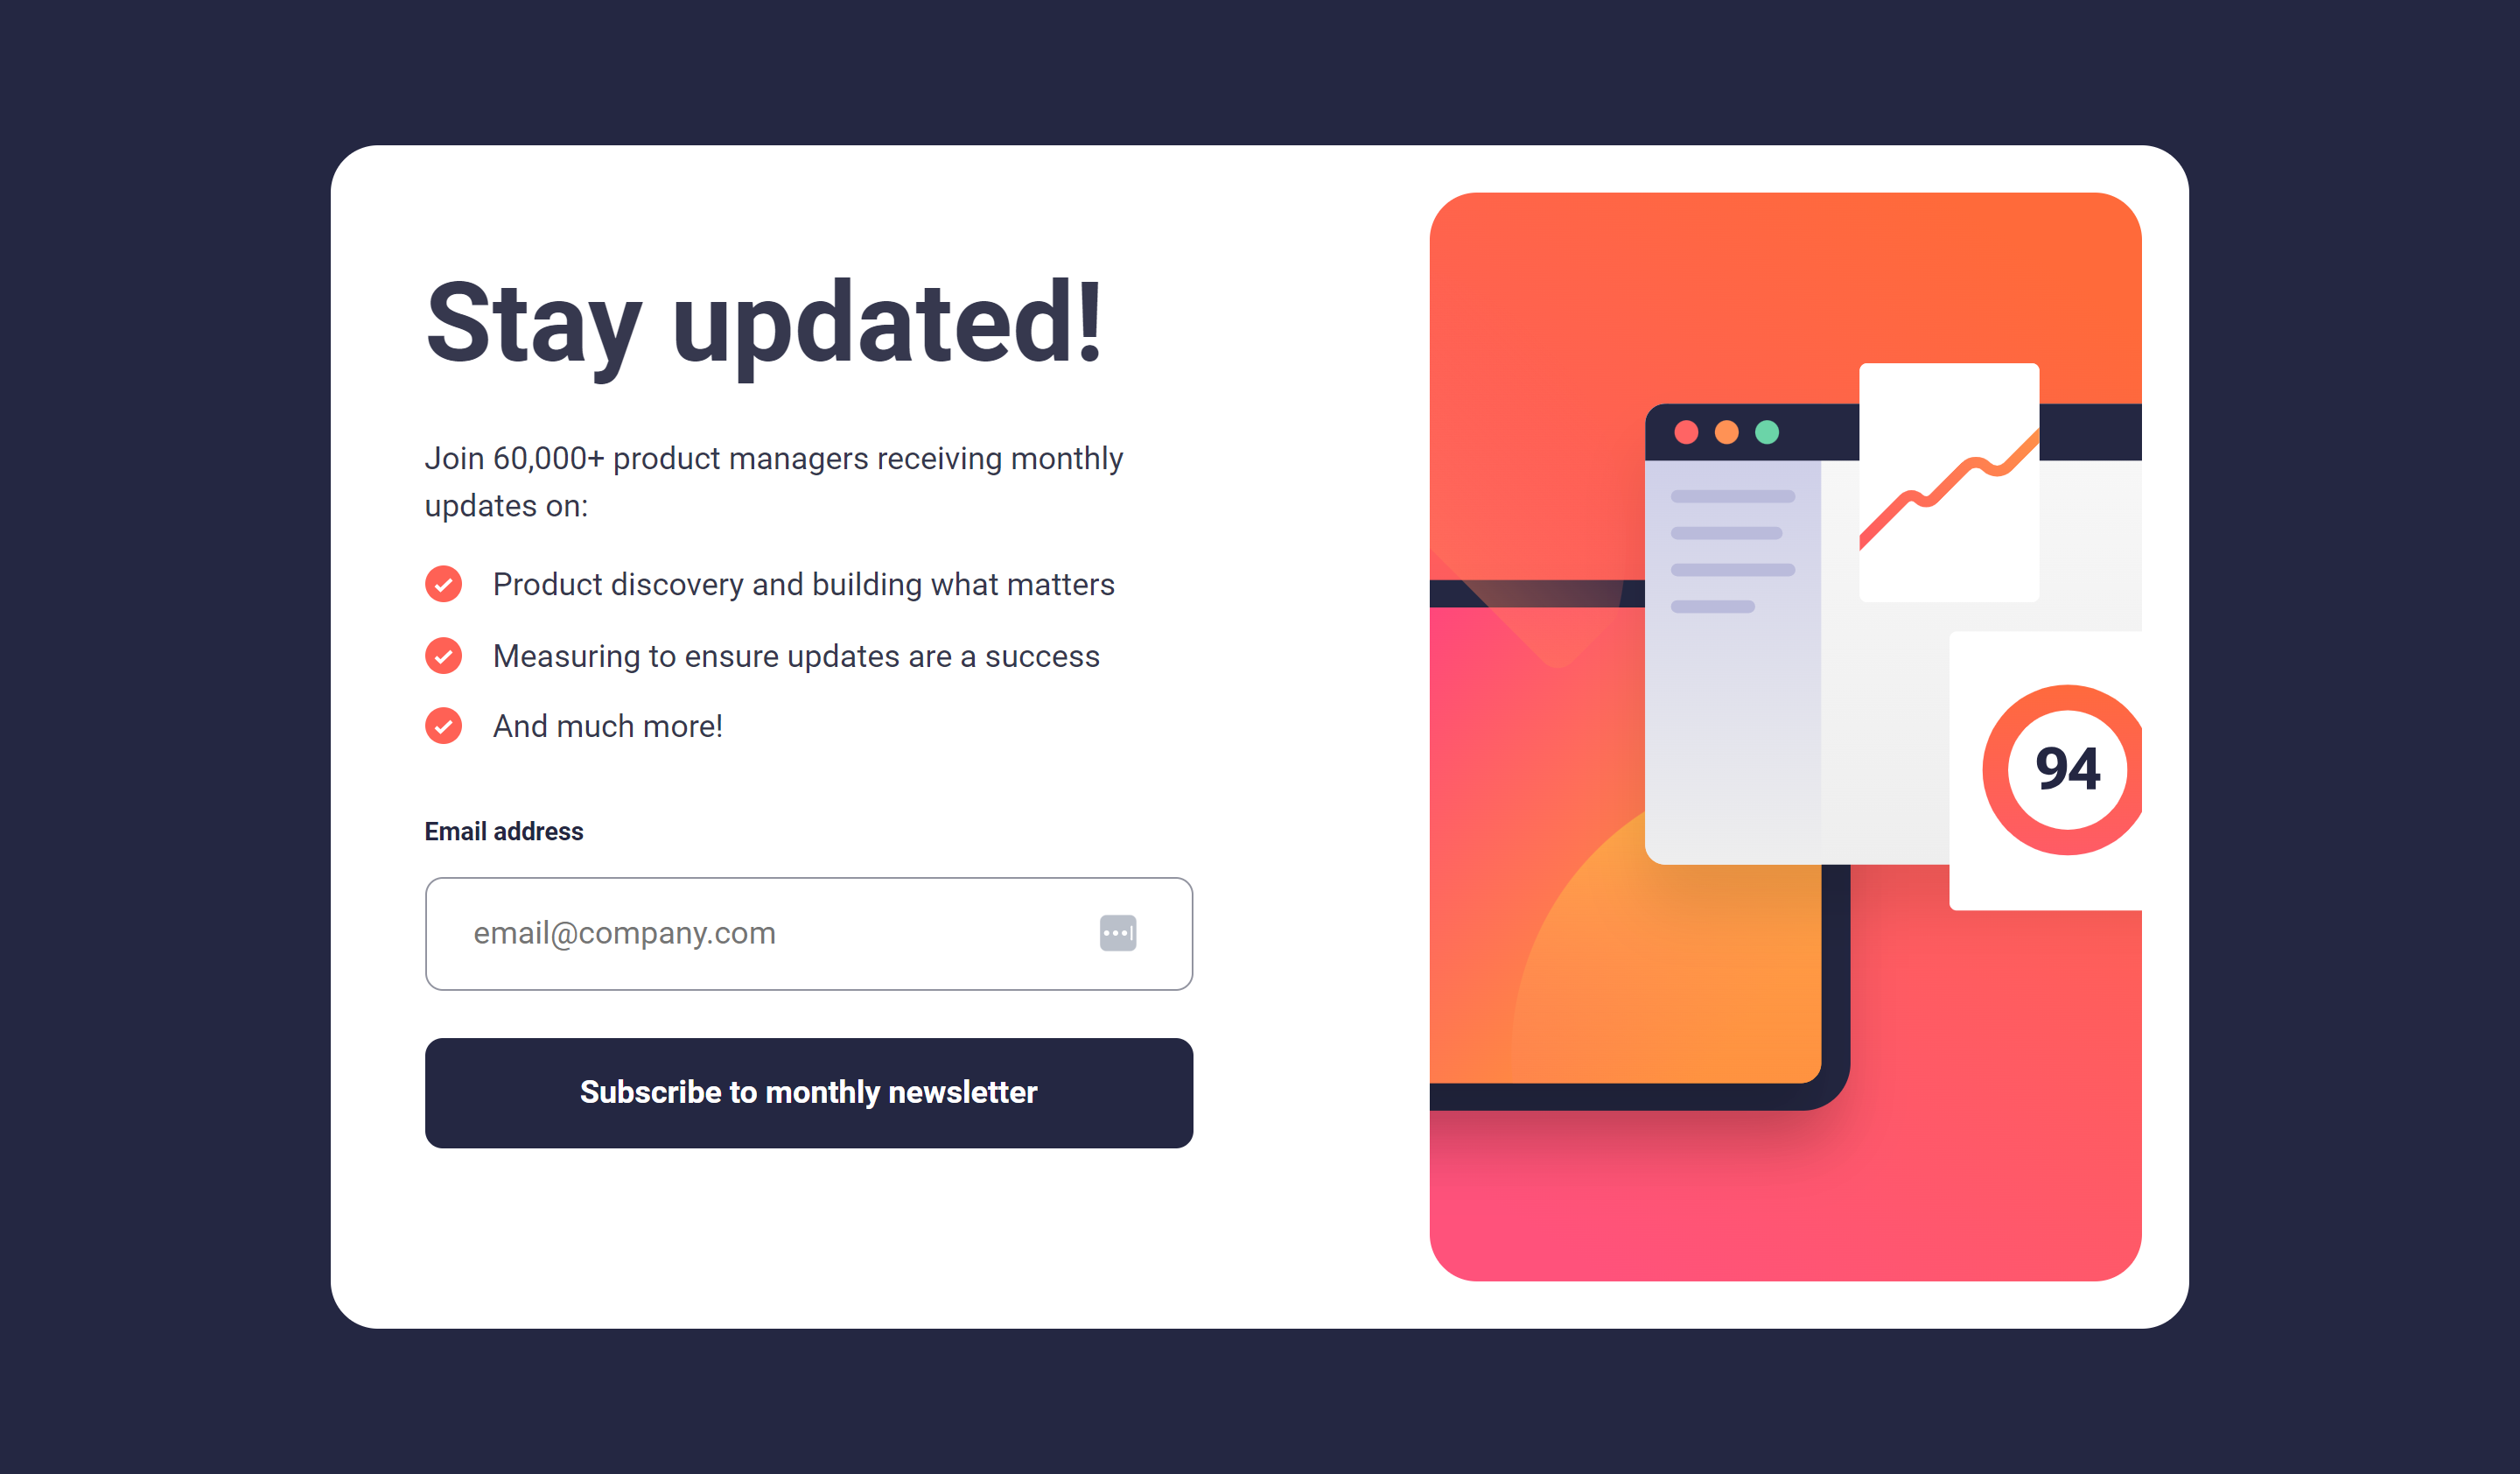 Stay updated!
Join 60,000+ product managers receiving monthly
updates on:
Product discovery and building what matters
Measuring to ensure updates are a success
And much more!
Email address
email@company.com
Subscribe to monthly newsletter
94